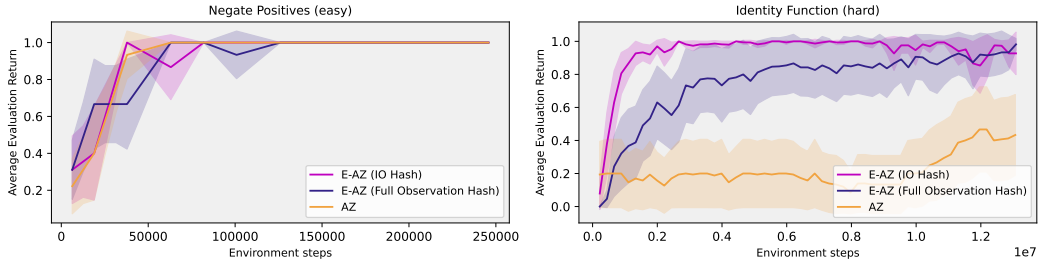 Negate Positives (easy)
Average Evaluation Return
1.0
0.8
0.6
0.4
0.2
E-AZ (IO Hash)
E-AZ (Full Observation Hash)
AZ
0
50000
100000
150000
200000
250000
Environment steps
Identity Function (hard)
Average Evaluation Return
1.0
0.8
0.6
0.4
0.2
0.0
E-AZ (IO Hash)
E-AZ (Full Observation Hash)
AZ
0.0
0.2
0.4
0.6
0.8
1.0
1.2
1e7
Environment steps